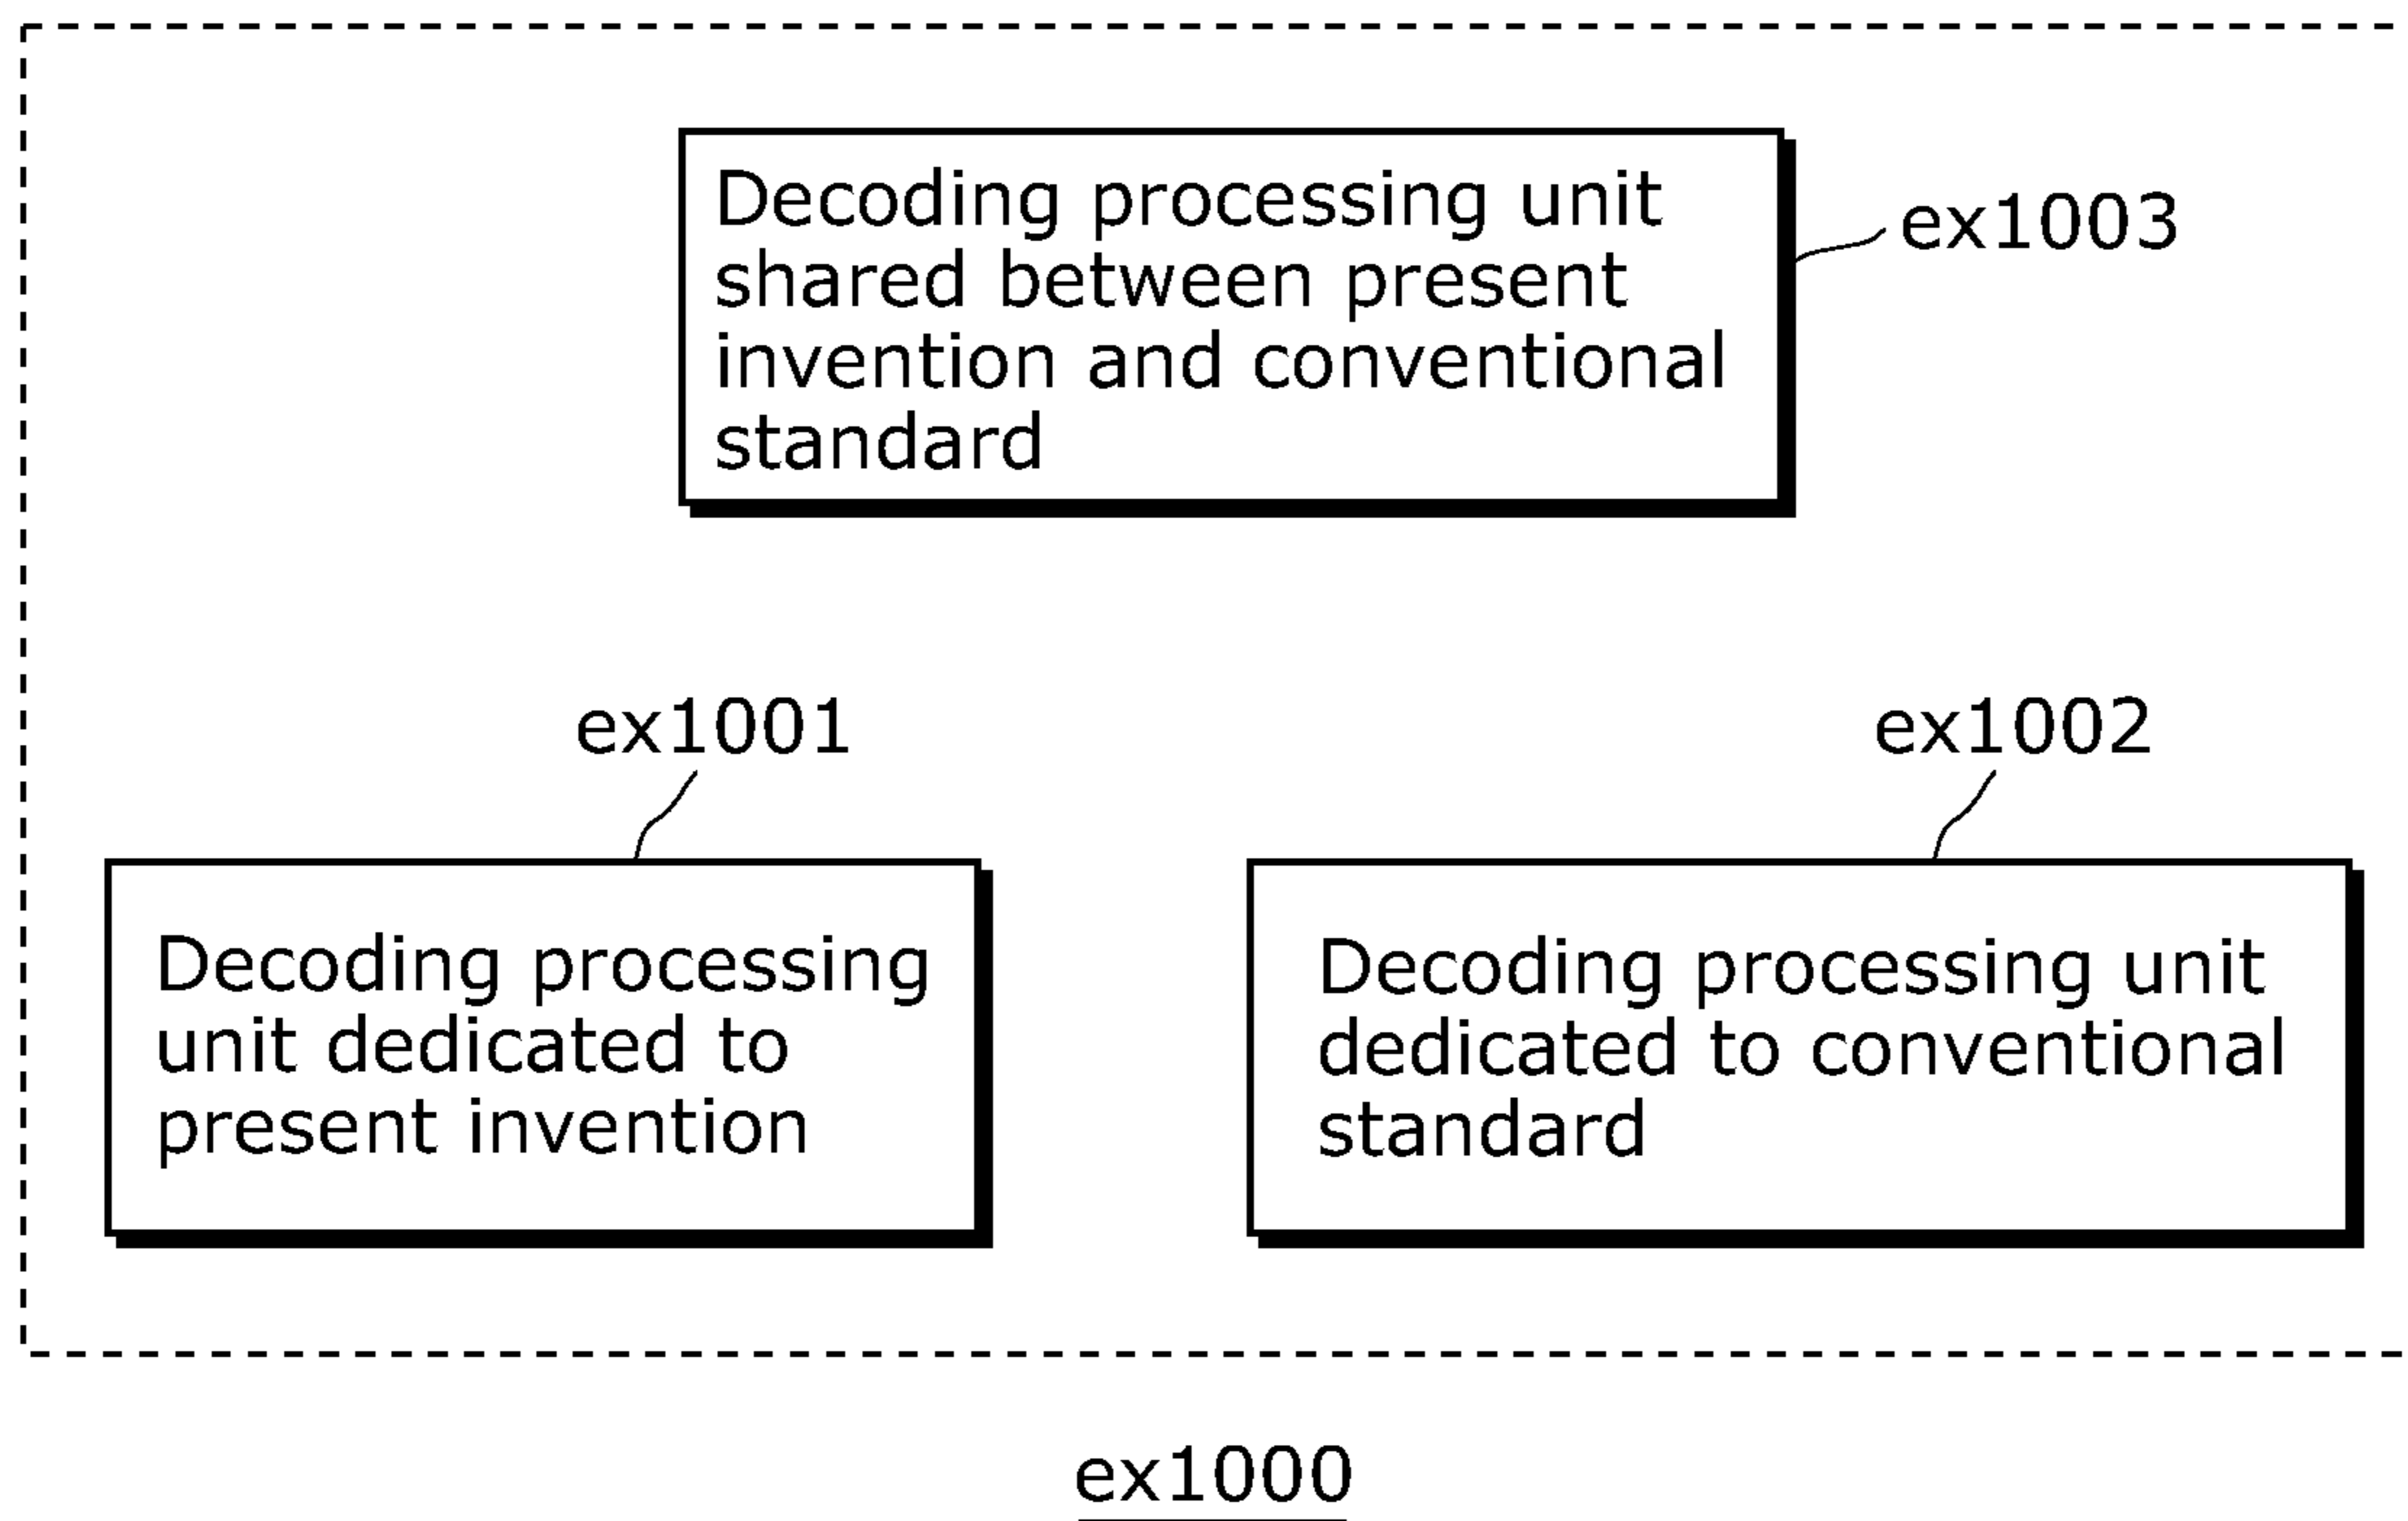 Decoding processing unit
shared between present
invention and conventional
standard
ex1003
ex1001
ex1002
Decoding processing
unit dedicated to
present invention
Decoding processing unit
dedicated to conventional
standard
ex1000